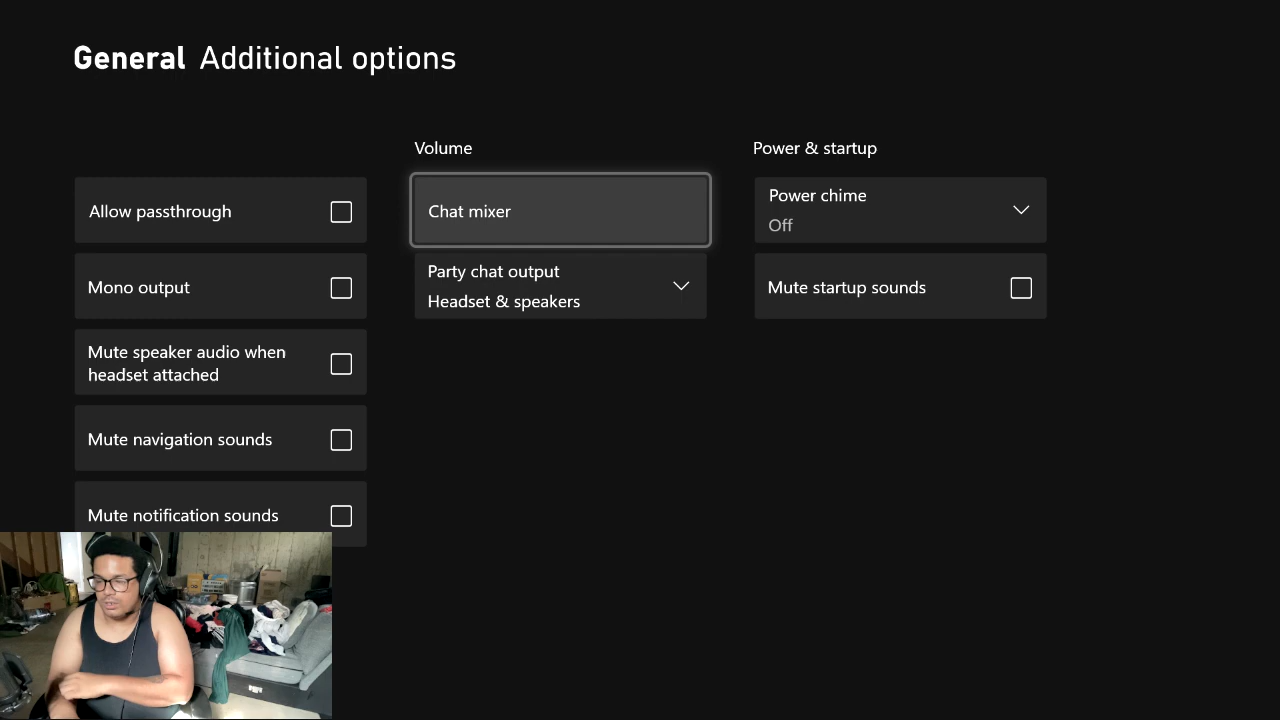 General Additional options
Allow passthrough
Mono output
Mute speaker audio when
headset attached
Mute navigation sounds
Mute notification sounds
Volume
Chat mixer
Party chat output
Headset & speakers
Power & startup
Power chime
Off
Mute startup sounds